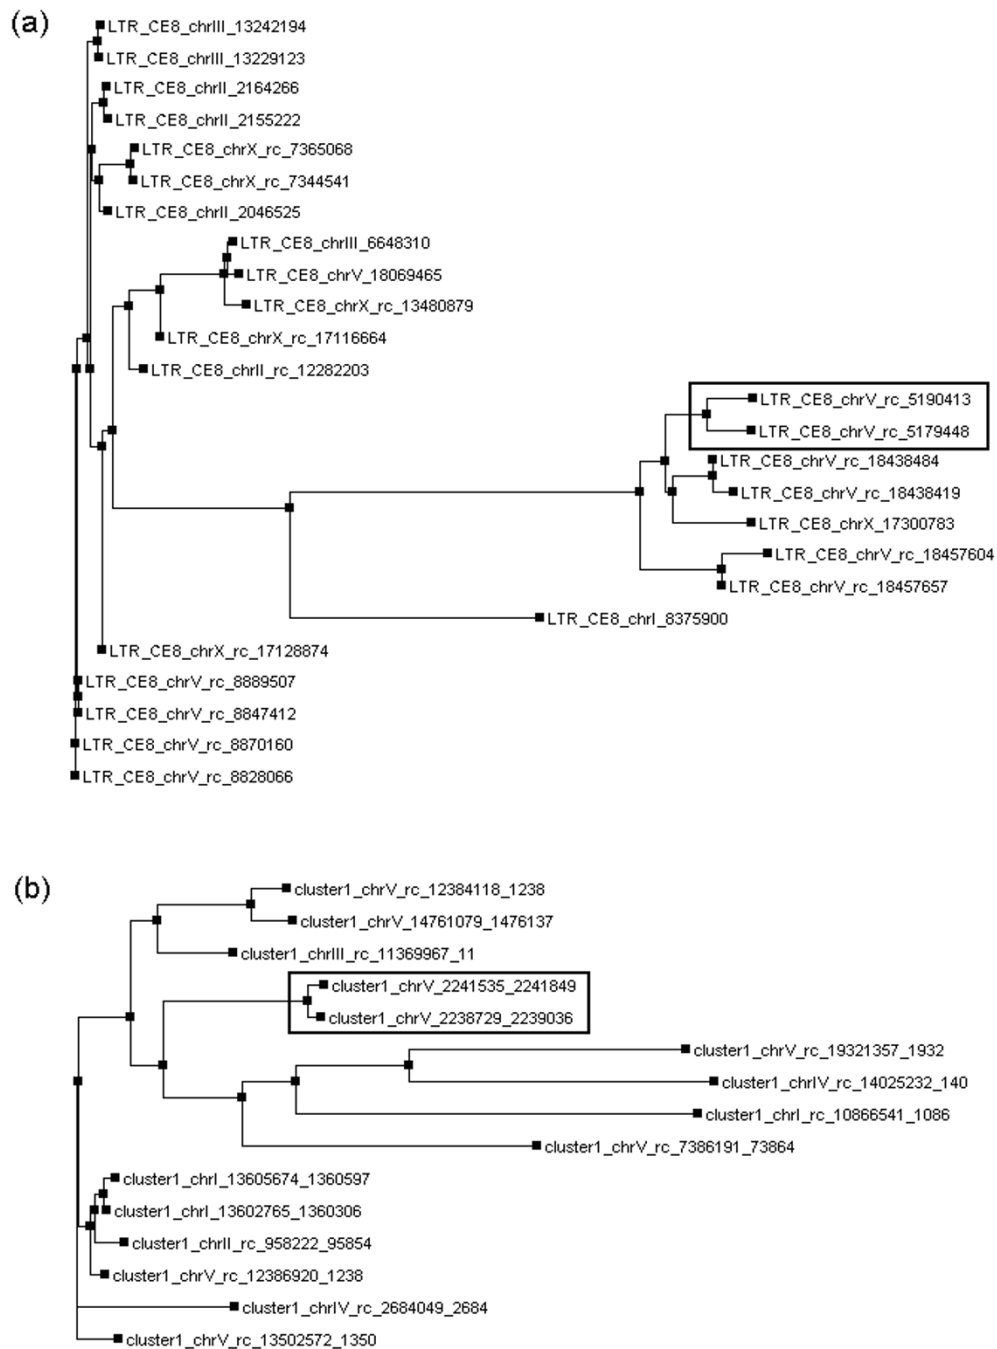 (a)
LTR_CE8_chrIII_13242194
LTR_CE8_chrIII_13229123
LTR_CE8_chrII_2164266
LTR_CE8_chrII_2155222
LTR_CE8_chrX_rc_7365068
LTR_CE8_chrX_rc_7344541
LTR_CE8_chrII_2046525
LTR_CE8_chrIII_6648310
LTR_CE8_chrV_18069465
LTR_CE8_chrX_rc_13480879
LTR_CE8_chrX_rc_17116664
LTR_CE8_chrII_rc_12282203
LTR_CE8_chrV_rc_5190413
LTR_CE8_chrV_rc_5179448
LTR_CE8_chrV_rc_18438484
LTR_CE8_chrV_rc_18438419
LTR_CE8_chrX_17300783
LTR_CE8_chrV_rc_18457604
LTR_CE8_chrV_rc_18457657
LTR_CE8_chrI_8375900
LTR_CE8_chrX_rc_17128874
LTR_CE8_chrV_rc_8889507
LTR_CE8_chrV_rc_8847412
LTR_CE8_chrV_rc_8870160
LTR_CE8_chrV_rc_8828066
(b)
cluster1_chrV_rc_12384118_1238
cluster1_chrV_14761079_1476137
cluster1_chrIII_rc_11369967_11
cluster1_chrV_2241535_2241849
cluster1_chrV_2238729_2239036
cluster1_chrV_rc_19321357_1932
cluster1_chrIV_rc_14025232_140
cluster1_chrI_rc_10866541_1086
cluster1_chrV_rc_7386191_73864
cluster1_chrI_13605674_1360597
cluster1_chrI_13602765_1360306
cluster1_chrII_rc_958222_95854
cluster1_chrV_rc_12386920_1238
cluster1_chrIV_rc_2684049_2684
cluster1_chrV_rc_13502572_1350